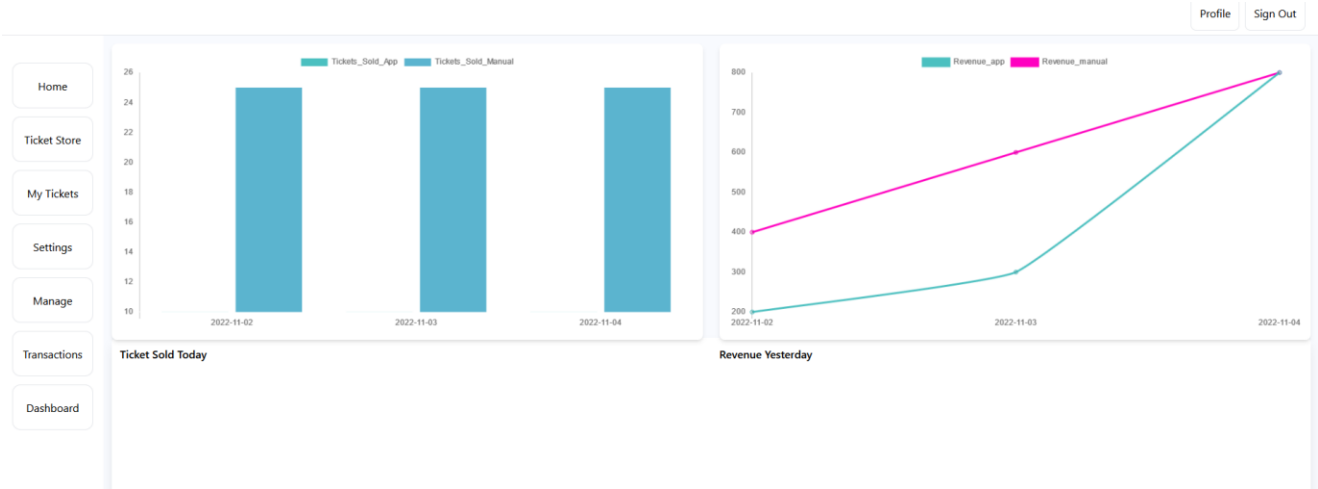 Profile Sign Out
Home
Ticket Store
My Tickets
Settings
Manage
Transactions
Dashboard
Tickets_Sold_App Tickets_Sold_Manual
26
24
22
20
18
16
14
12
10
2022-11-02 2022-11-03 2022-11-04
Revenue_app Revenue_manual
800
700
600
500
400
300
200
2022-11-02 2022-11-03 2022-11-04
Ticket Sold Today
Revenue Yesterday